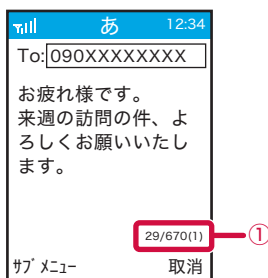 あ 12:34
To: 090XXXXXXXX
お疲れ様です。
来週の訪問の件、よ
ろしくお願いいたし
ます。
29/670(1) ①
ｻﾌﾞﾒﾆｭｰ 取消